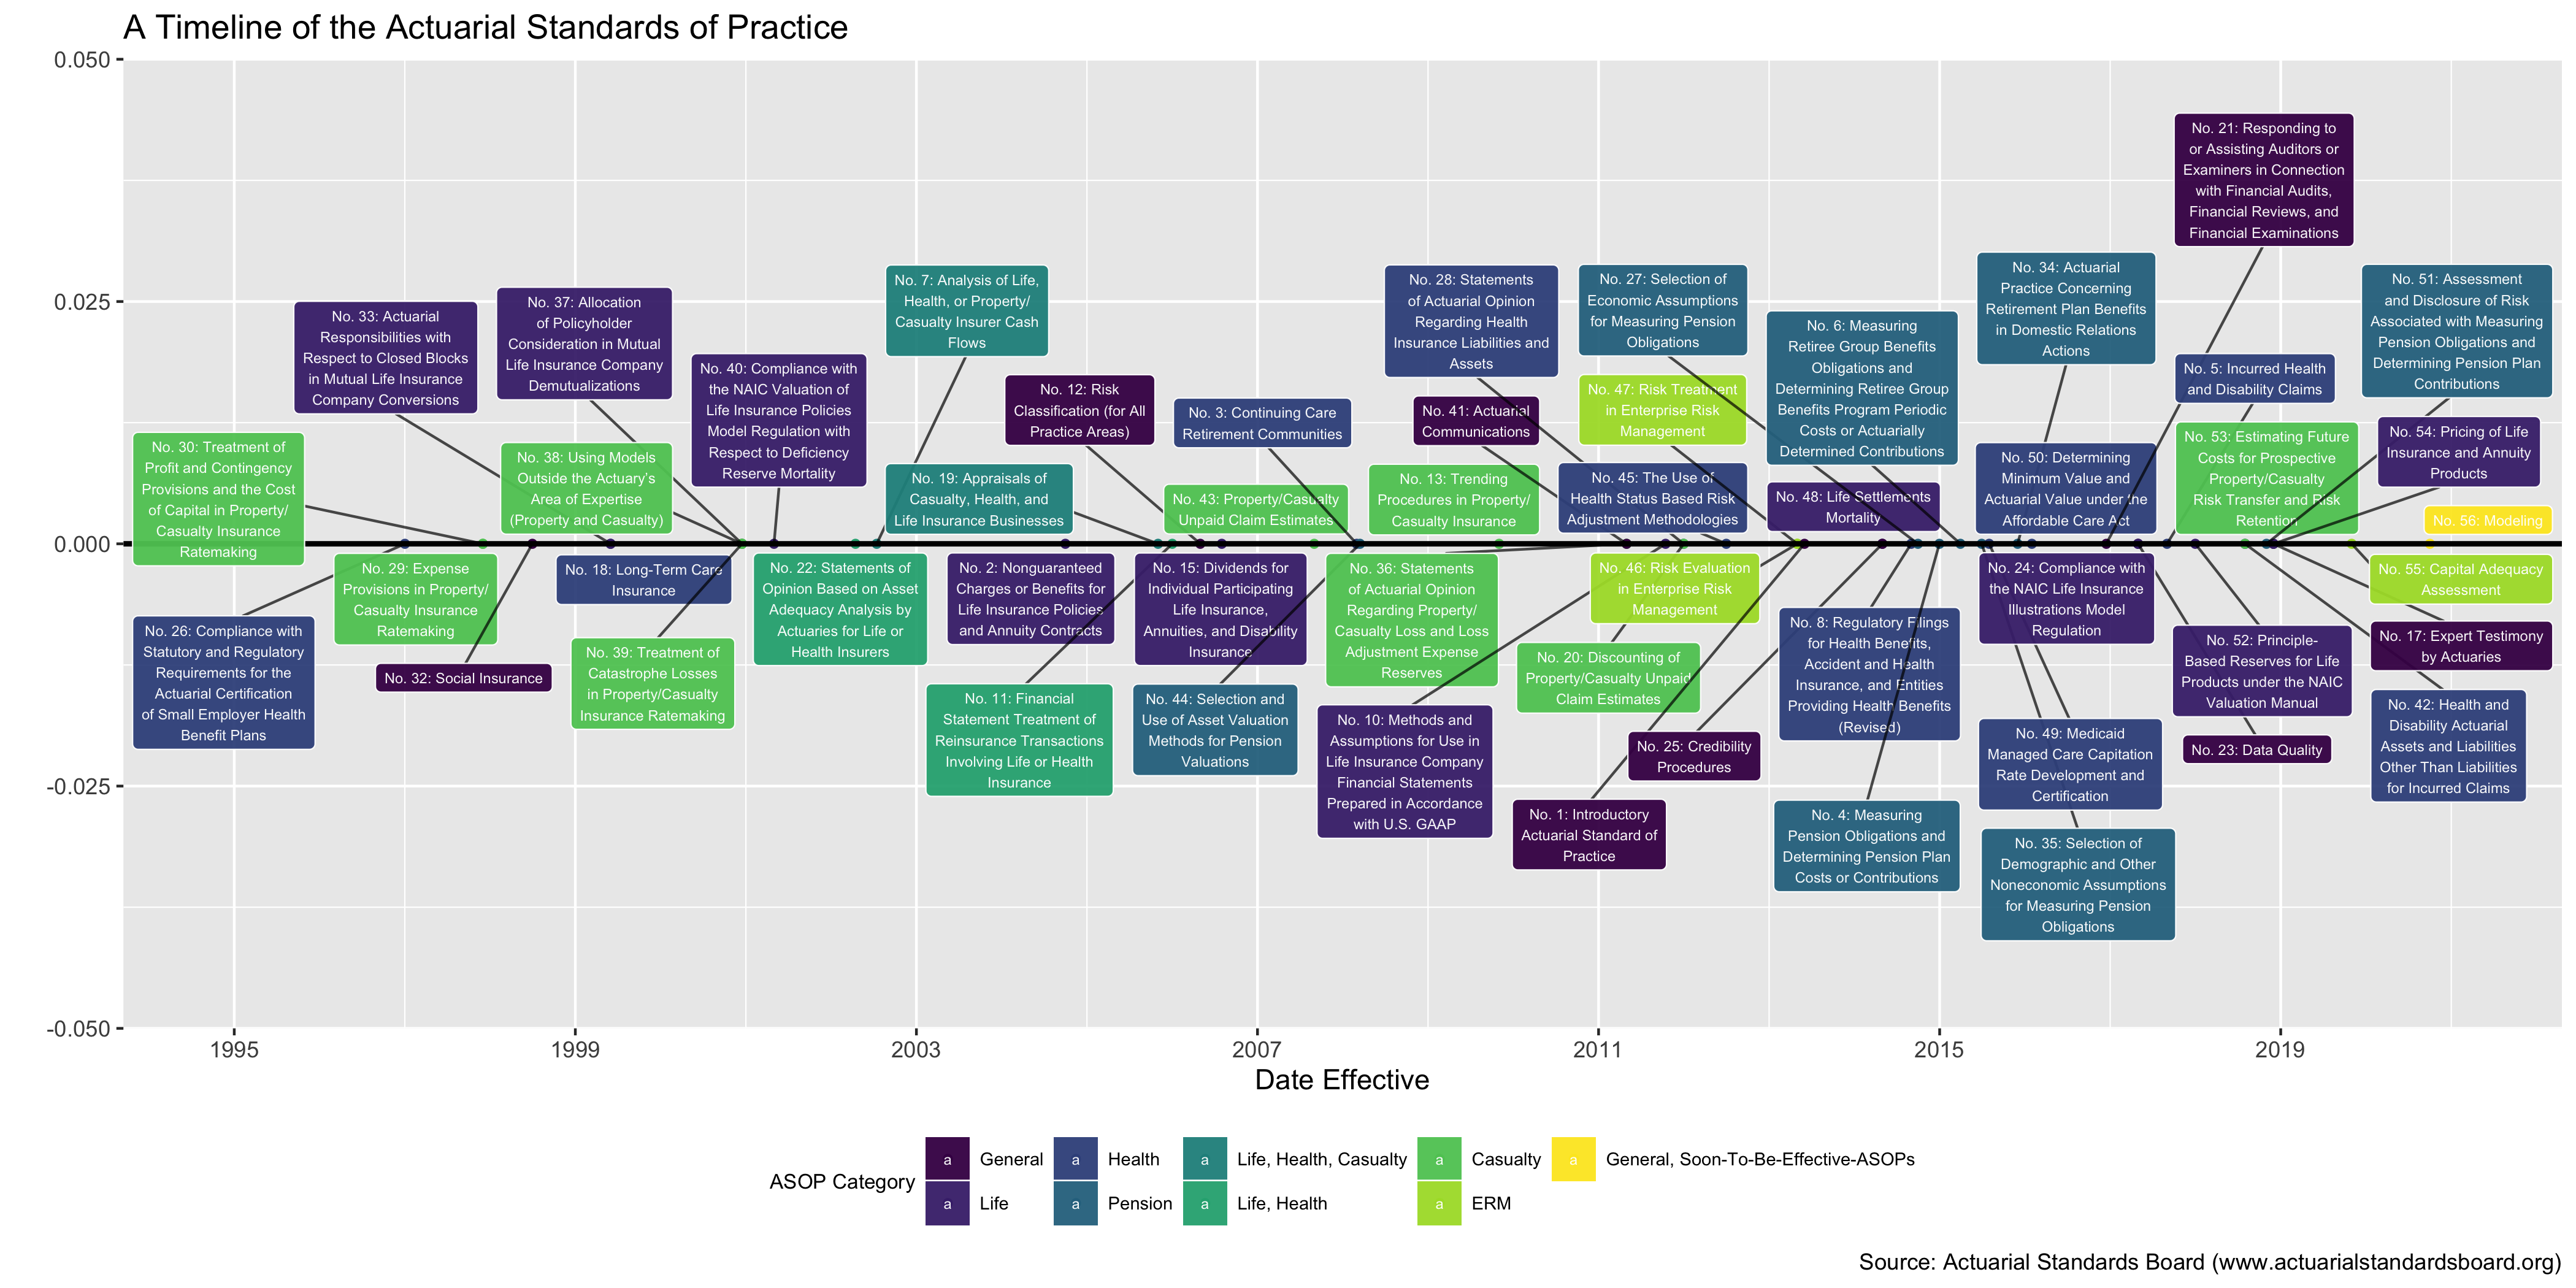 A Timeline of the Actuarial Standards of Practice
0.050
0.025
0.000
-0.025
-0.050
No. 21: Responding to
or Assisting Auditors or
Examiners in Connection
with Financial Audits,
Financial Reviews, and
Financial Examinations
No. 34: Actuarial
Practice Concerning
Retirement Plan Benefits
in Domestic Relations
Actions
No. 51: Assessment
and Disclosure of Risk
Associated with Measuring
Pension Obligations and
Determining Pension Plan
Contributions
No. 7: Analysis of Life,
Health, or Property/
Casualty Insurer Cash
Flows
No. 28: Statements
of Actuarial Opinion
Regarding Health
Insurance Liabilities and
Assets
No. 27: Selection of
Economic Assumptions
for Measuring Pension
Obligations
No. 33: Actuarial
Responsibilities with
Respect to Closed Blocks
in Mutual Life Insurance
Company Conversions
No. 37: Allocation
of Policyholder
Consideration in Mutual
Life Insurance Company
Demutualizations
No. 6: Measuring
Retiree Group Benefits
Obligations and
Determining Retiree Group
Benefits Program Periodic
Costs or Actuarially
Determined Contributions
No. 40: Compliance with
the NAIC Valuation of
Life Insurance Policies
Model Regulation with
Respect to Deficiency
Reserve Mortality
No. 5: Incurred Health
and Disability Claims
No. 12: Risk
Classification (for All
Practice Areas)
No. 3: Continuing Care
Retirement Communities
No. 41: Actuarial
Communications
No. 47: Risk Treatment
in Enterprise Risk
Management
No. 53: Estimating Future
Costs for Prospective
Property/Casualty
Risk Transfer and Risk
Retention
No. 54: Pricing of Life
Insurance and Annuity
Products
No. 30: Treatment of
Profit and Contingency
Provisions and the Cost
of Capital in Property/
Casualty Insurance
Ratemaking
No. 38: Using Models
Outside the Actuary's
Area of Expertise
(Property and Casualty)
No. 19: Appraisals of
Casualty, Health, and
Life Insurance Businesses
No. 43: Property/Casualty
Unpaid Claim Estimates
No. 13: Trending
Procedures in Property/
Casualty Insurance
No. 45: The Use of
Health Status Based Risk
Adjustment Methodologies
No. 48: Life Settlements
Mortality
No. 50: Determining
Minimum Value and
Actuarial Value under the
Affordable Care Act
No. 56: Modeling
No. 29: Expense
Provisions in Property/
Casualty Insurance
Ratemaking
No. 18: Long-Term Care
Insurance
No. 22: Statements of
Opinion Based on Asset
Adequacy Analysis by
Actuaries for Life or
Health Insurers
No. 2: Nonguaranteed
Charges or Benefits for
Life Insurance Policies
and Annuity Contracts
No. 15: Dividends for
Individual Participating
Life Insurance,
Annuities, and Disability
Insurance
No. 36: Statements
of Actuarial Opinion
Regarding Property/
Casualty Loss and Loss
Adjustment Expense
Reserves
No. 46: Risk Evaluation
in Enterprise Risk
Management
No. 24: Compliance with
the NAIC Life Insurance
Illustrations Model
Regulation
No. 55: Capital Adequacy
Assessment
No. 26: Compliance with
Statutory and Regulatory
Requirements for the
Actuarial Certification
of Small Employer Health
Benefit Plans
No. 32: Social Insurance
No. 39: Treatment of
Catastrophe Losses
in Property/Casualty
Insurance Ratemaking
No. 8: Regulatory Filings
for Health Benefits,
Accident and Health
Insurance, and Entities
Providing Health Benefits
(Revised)
No. 20: Discounting of
Property/Casualty Unpaid
Claim Estimates
No. 52: Principle-
Based Reserves for Life
Products under the NAIC
Valuation Manual
No. 17: Expert Testimony
by Actuaries
No. 11: Financial
Statement Treatment of
Reinsurance Transactions
Involving Life or Health
Insurance
No. 44: Selection and
Use of Asset Valuation
Methods for Pension
Valuations
No. 10: Methods and
Assumptions for Use in
Life Insurance Company
Financial Statements
Prepared in Accordance
with U.S. GAAP
No. 25: Credibility
Procedures
No. 49: Medicaid
Managed Care Capitation
Rate Development and
Certification
No. 23: Data Quality
No. 42: Health and
Disability Actuarial
Assets and Liabilities
Other Than Liabilities
for Incurred Claims
No. 1: Introductory
Actuarial Standard of
Practice
No. 4: Measuring
Pension Obligations and
Determining Pension Plan
Costs or Contributions
No. 35: Selection of
Demographic and Other
Noneconomic Assumptions
for Measuring Pension
Obligations
1995 1999 2003 2007 2011 2015 2019
Date Effective
ASOP Category
a General a Health a Life, Health, Casualty a Casualty a General, Soon-To-Be-Effective-ASOPs
a Life a Pension a Life, Health a ERM
Source: Actuarial Standards Board (www.actuarialstandardsboard.org)